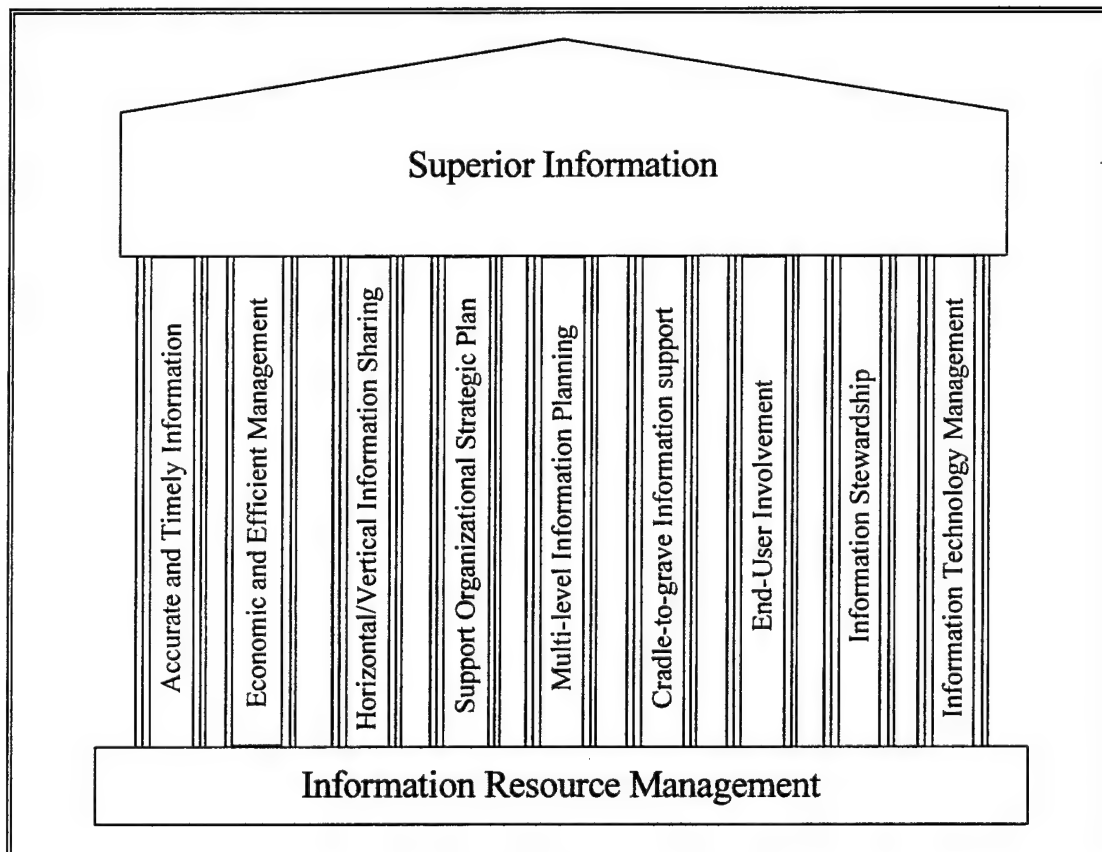 Superior Information
Accurate and Timely Information
Economic and Efficient Management
Horizontal/Vertical Information Sharing
Support Organizational Strategic Plan
Multi-level Information Planning
Cradle-to-grave Information support
End-User Involvement
Information Stewardship
Information Technology Management
Information Resource Management